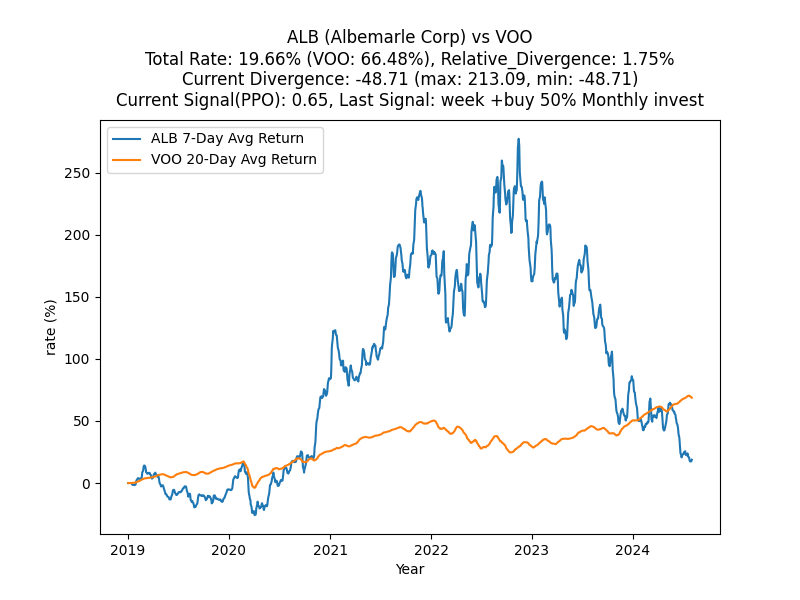 ALB (Albemarle Corp) vs VOO
Total Rate: 19.66% (VOO: 66.48%), Relative_Divergence: 1.75%
Current Divergence: -48.71 (max: 213.09, min: -48.71)
Current Signal(PPO): 0.65, Last Signal: week +buy 50% Monthly invest
ALB 7-Day Avg Return
VOO 20-Day Avg Return
250
200
150
100
50
0
rate (%)
2019 2020 2021 2022 2023 2024
Year